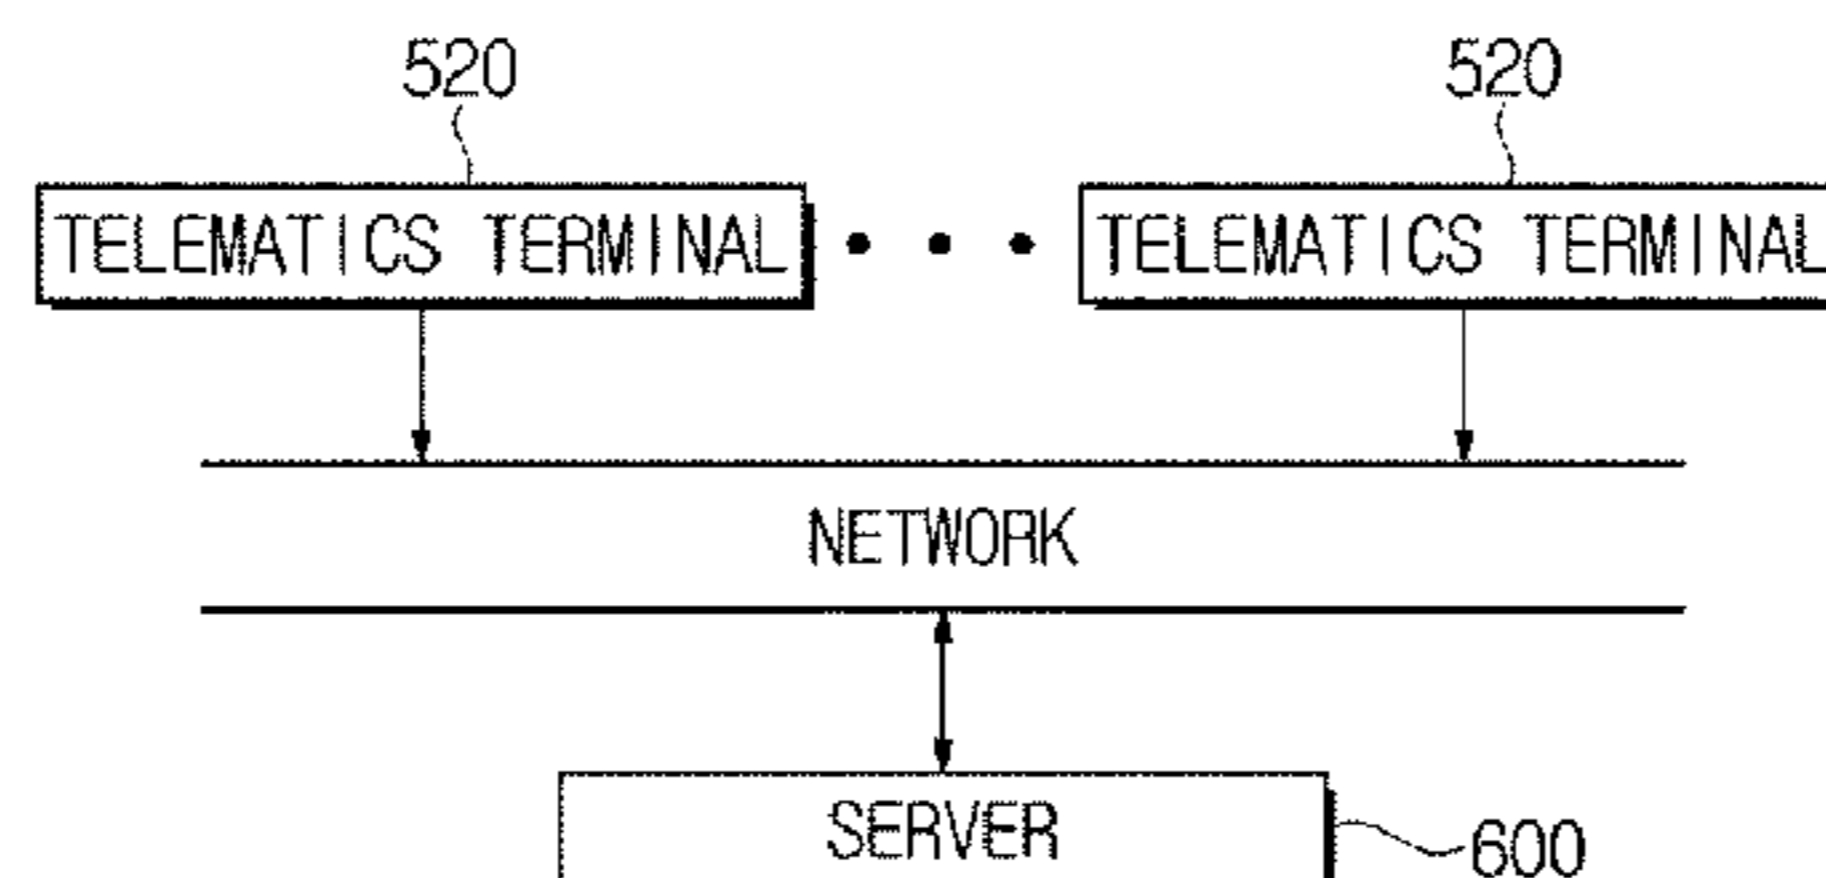 520 520
TELEMATICS TERMINAL TELEMATICS TERMINAL
NETWORK
SERVER
600